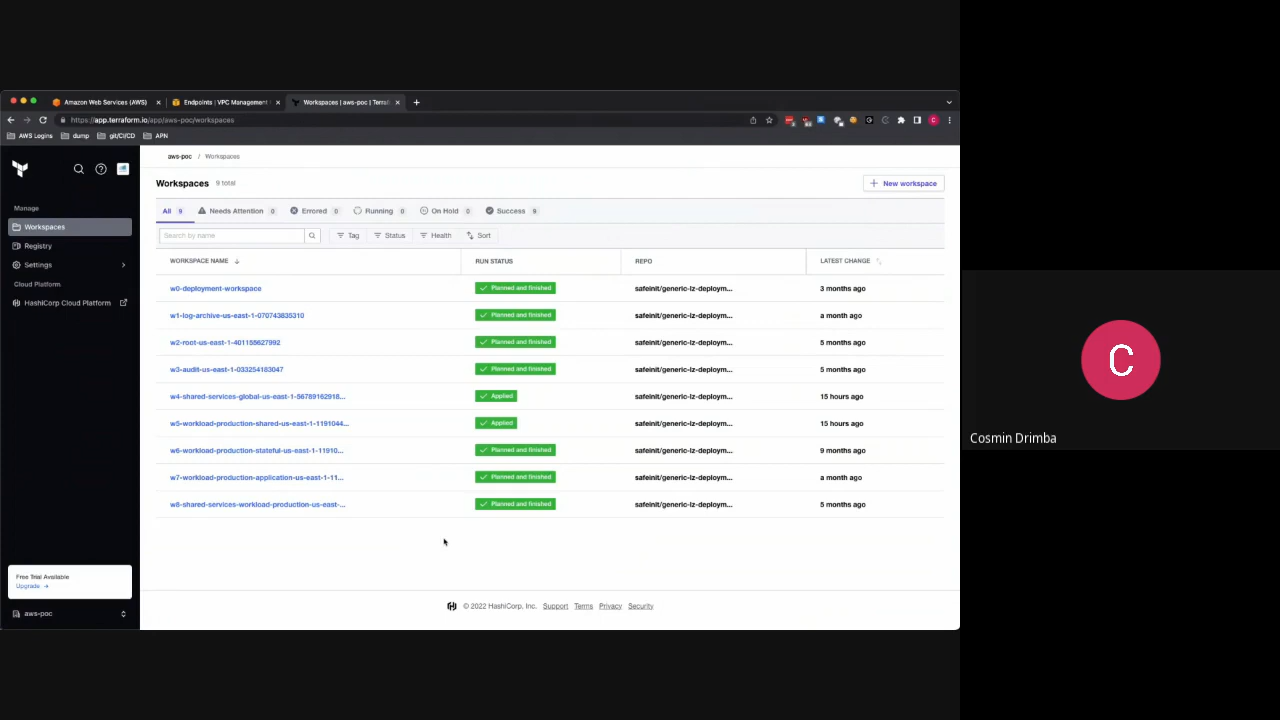 Amazon Web Services (AWS)
Endpoints | VPC Management
Workspaces | aws-poc | Terraf
https://app.terraform.io/app/aws-poc/workspaces
AWS Logins
dump
git/CI/CD
APN
aws-poc / Workspaces
Workspaces 9 total
New workspace
Manage
Workspaces
Registry
Settings
Cloud Platform
HashiCorp Cloud Platform
All 9
Needs Attention 0
Errored 0
Running 0
On Hold 0
Success 9
Search by name
Tag
Status
Health
Sort
WORKSPACE NAME RUN STATUS REPO LATEST CHANGE
w0-deployment-workspace Planned and finished safeinit/generic-lz-deploym... 3 months ago
w1-log-archive-us-east-1-070743835310 Planned and finished safeinit/generic-lz-deploym... a month ago
w2-root-us-east-1-401155627992 Planned and finished safeinit/generic-lz-deploym... 5 months ago
w3-audit-us-east-1-033254183047 Planned and finished safeinit/generic-lz-deploym... 5 months ago
w4-shared-services-global-us-east-1-56789162918... Applied safeinit/generic-lz-deploym... 15 hours ago
w5-workload-production-shared-us-east-1-1191044... Applied safeinit/generic-lz-deploym... 15 hours ago
w6-workload-production-stateful-us-east-1-11910... Planned and finished safeinit/generic-lz-deploym... 9 months ago
w7-workload-production-application-us-east-1-11... Planned and finished safeinit/generic-lz-deploym... a month ago
w8-shared-services-workload-production-us-east-... Planned and finished safeinit/generic-lz-deploym... 5 months ago
Free Trial Available
Upgrade
aws-poc
© 2022 HashiCorp, Inc. Support Terms Privacy Security
C
Cosmin Drimba